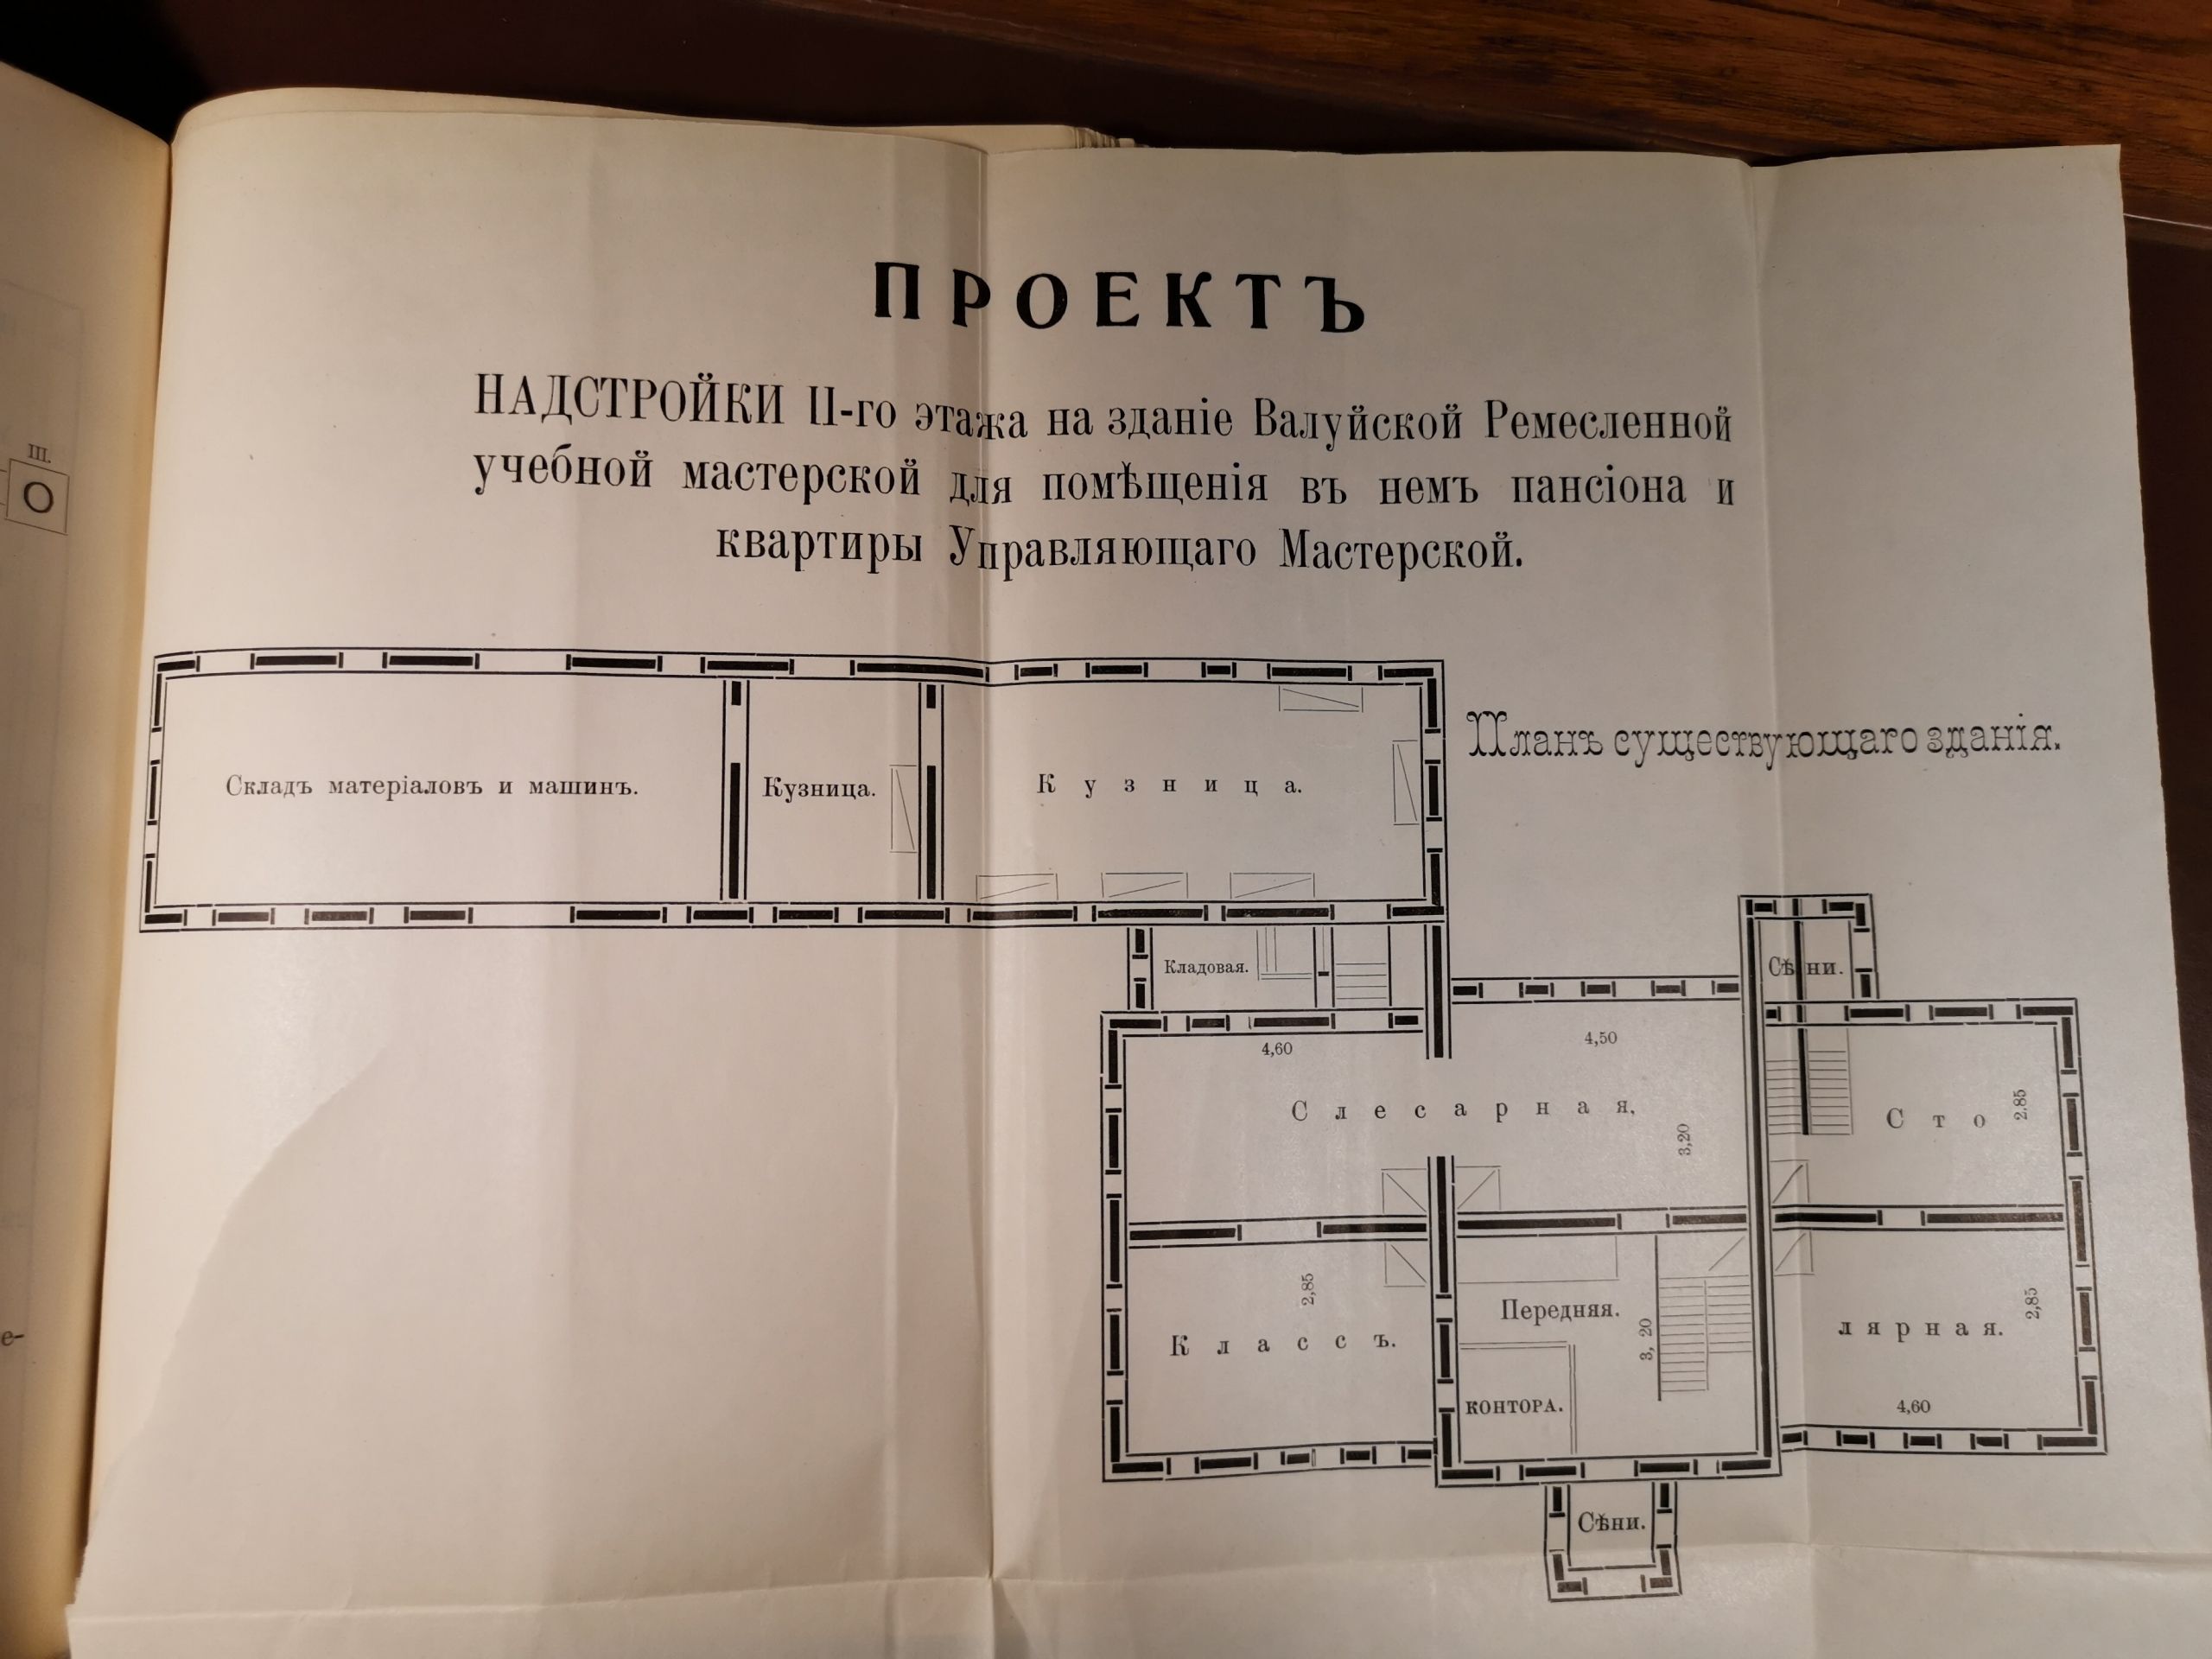 ПРОЕКТЪ
НАДСТРОЙКИ II-го этажа на зданіе Валуйской Ремесленной
учебной мастерской для помѣщенія въ немъ пансіона и
квартиры Управляющаго Мастерской.
III.
О
е-
Планъ существующаго зданія.
Складъ матеріаловъ и машинъ.
Кузница.
Кузница.
Кладовая.
Сѣни.
4,60
4,50
Слесарная,
3,20
Сто
2.85
2,85
Классъ.
Передняя.
3, 20
контора.
лярная.
2,85
4,60
Сѣни.